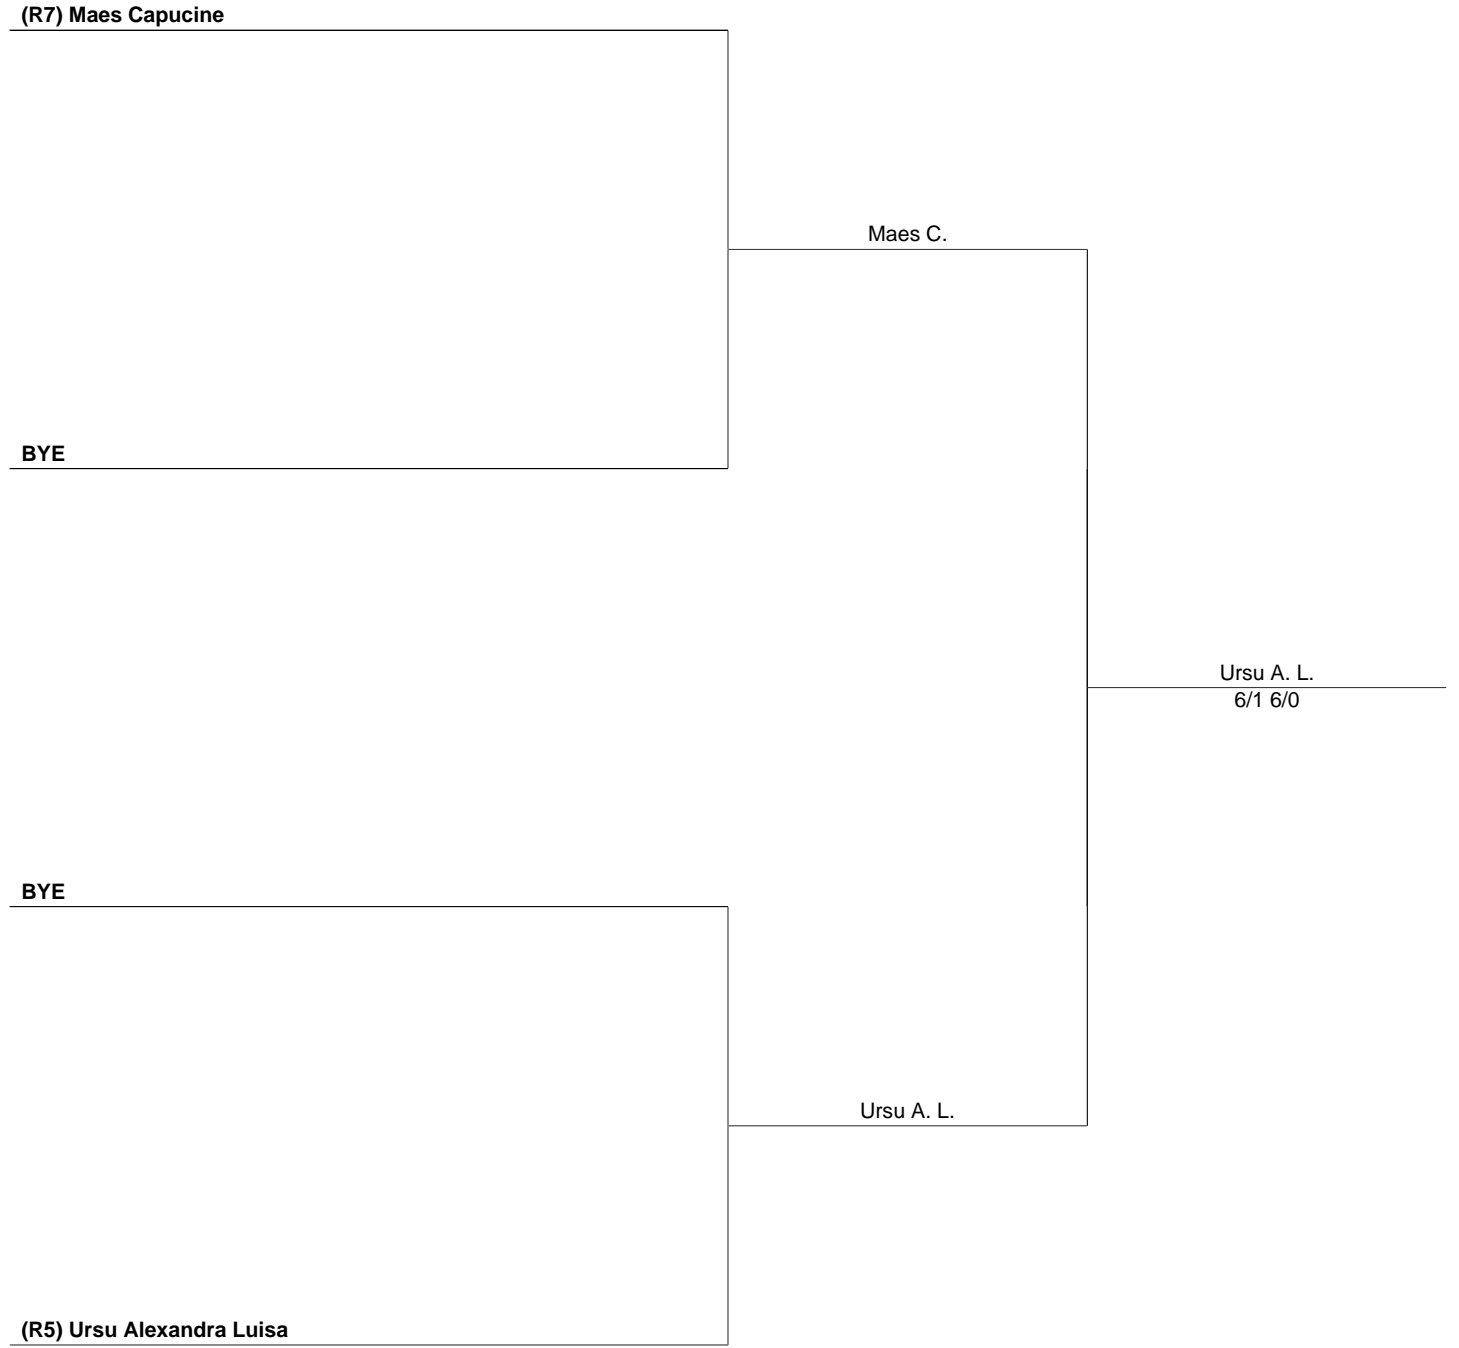 (R7) Maes Capucine
Maes C.
BYE
Ursu A. L.
6/1 6/0
BYE
Ursu A. L.
(R5) Ursu Alexandra Luisa